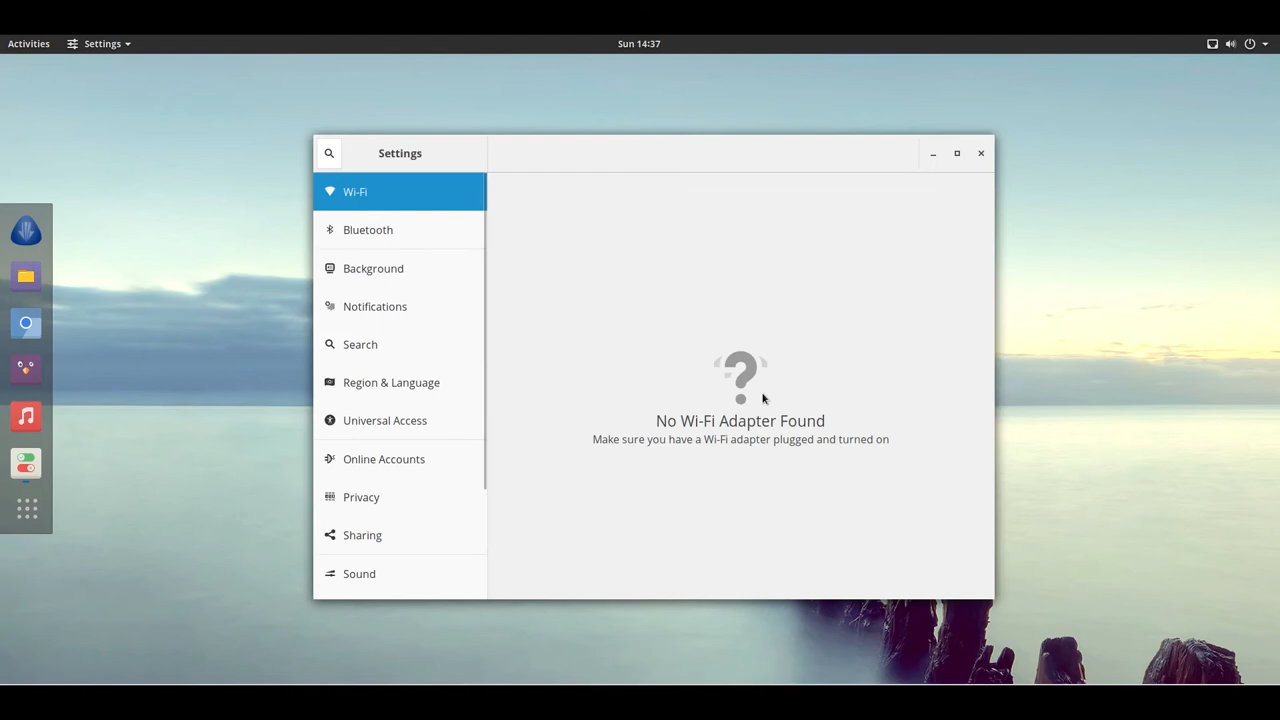 Activities
Settings
Sun 14:37
Settings
Wi-Fi
Bluetooth
Background
Notifications
Search
Region & Language
Universal Access
Online Accounts
Privacy
Sharing
Sound
No Wi-Fi Adapter Found
Make sure you have a Wi-Fi adapter plugged and turned on